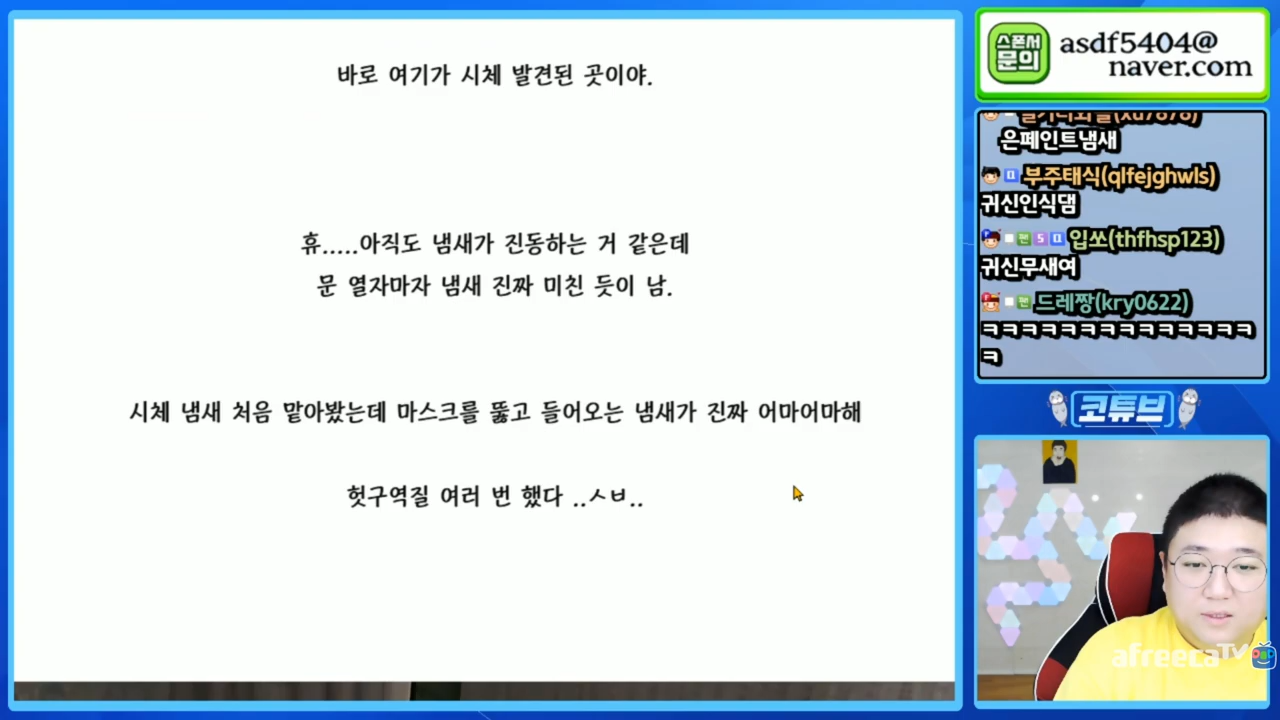 바로 여기가 시체 발견된 곳이야.
휴.....아직도 냄새가 진동하는 거 같은데
문 열자마자 냄새 진짜 미친 듯이 남.
시체 냄새 처음 맡아봤는데 마스크를 뚫고 들어오는 냄새가 진짜 어마어마해
헛구역질 여러 번 했다 ..ㅅㅂ..
스폰서
문의
asdf5404@
naver.com
은페인트냄새
부주태식(qlfejghwls)
귀신인식댐
팬 S 입쏘(thfhsp123)
귀신무새여
팬 드레짱(kry0622)
ㅋㅋㅋㅋㅋㅋㅋㅋㅋㅋㅋㅋㅋㅋ
ㅋ
코튜브
afreecaTV